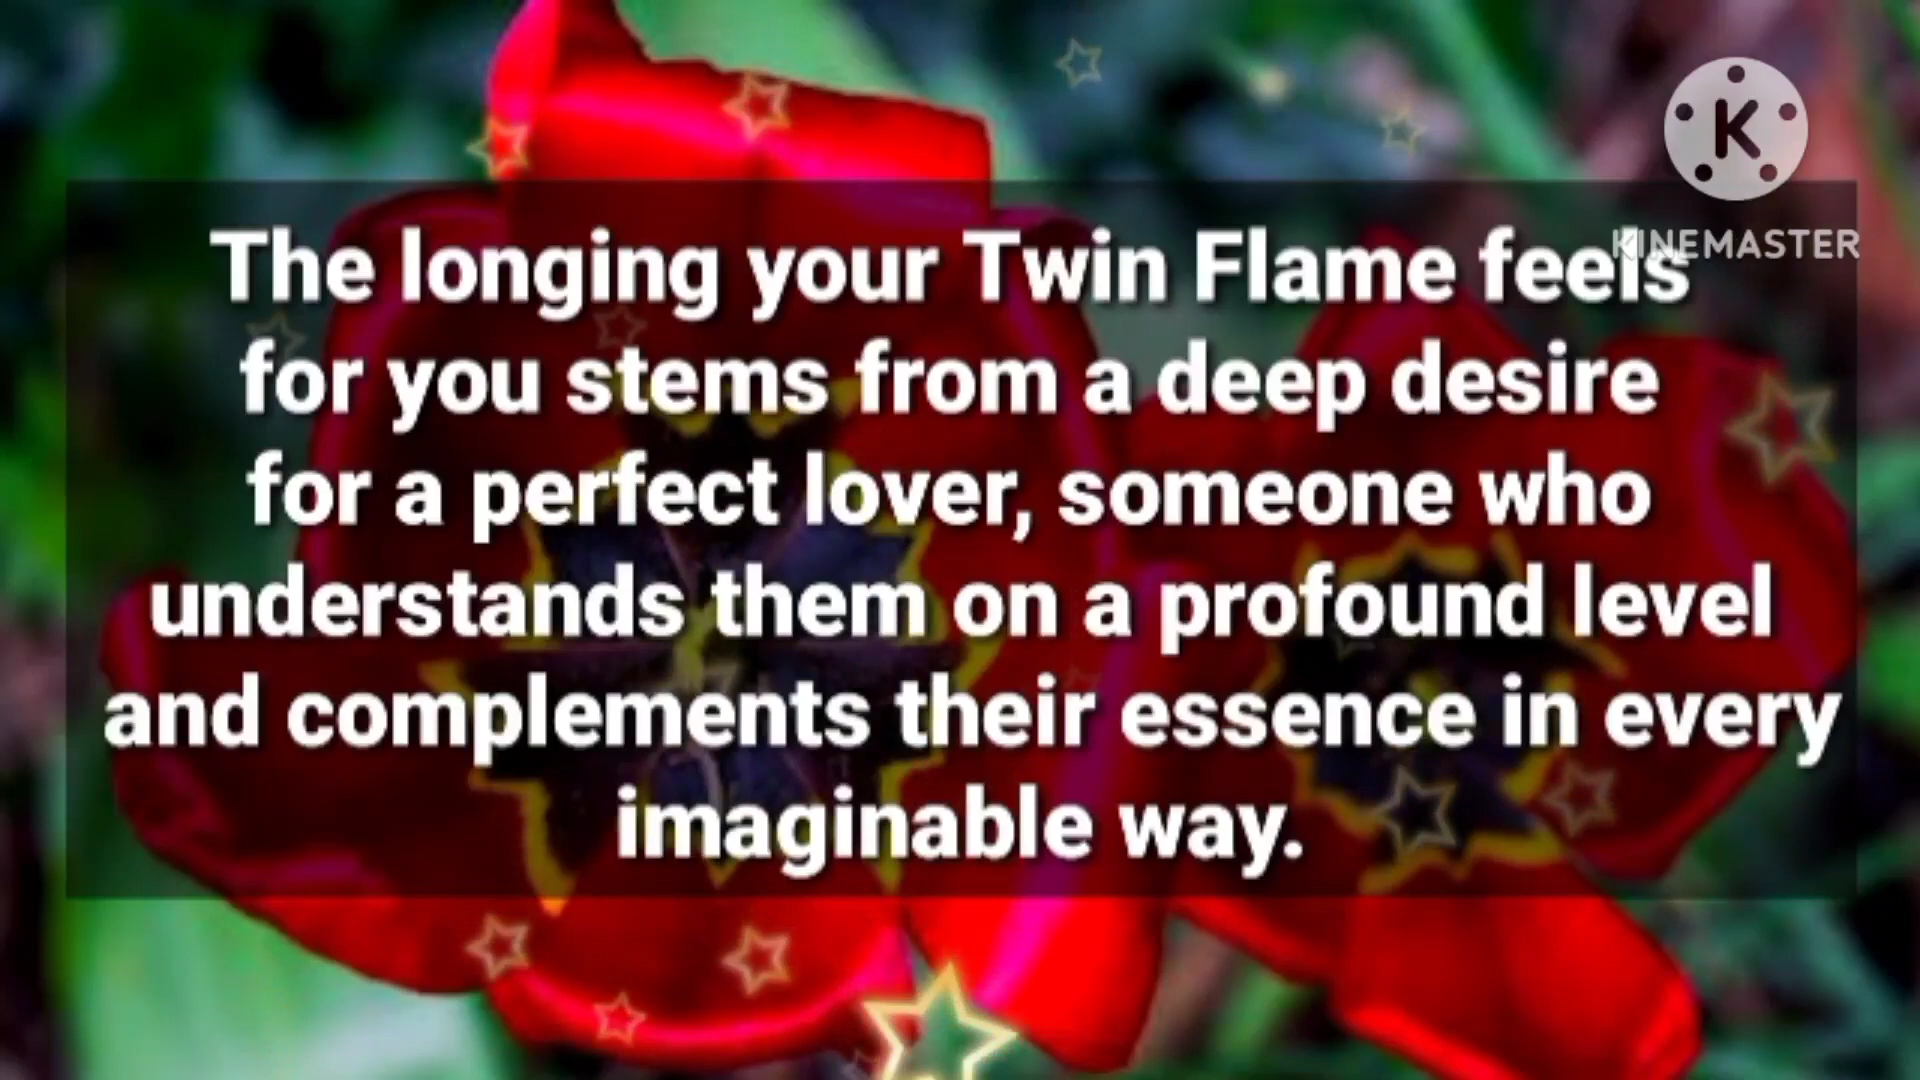 K
KINEMASTER
The longing your Twin Flame feels
for you stems from a deep desire
for a perfect lover, someone who
understands them on a profound level
and complements their essence in every
imaginable way.